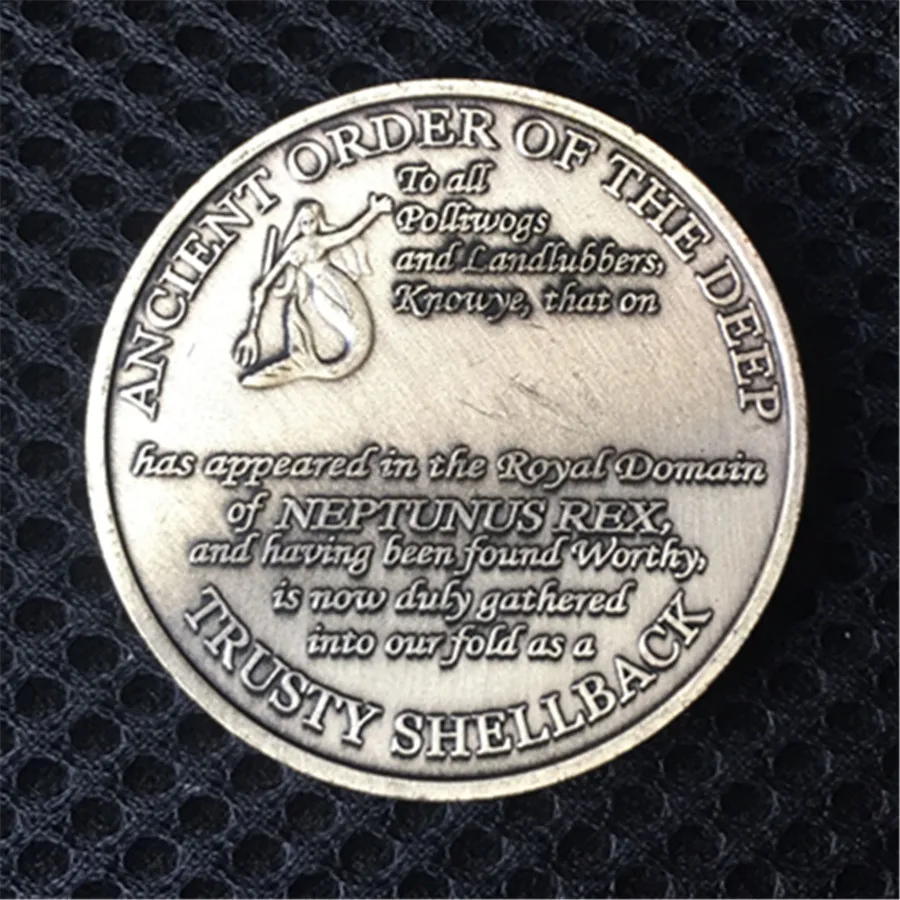 ANCIENT ORDER OF THE DEEP
To all
Polliwogs
and Landlubbers,
Knowye, that on
has appeared in the Royal Domain
of NEPTUNUS REX,
and having been found Worthy,
is now duly gathered
into our fold as a
TRUSTY SHELLBACK